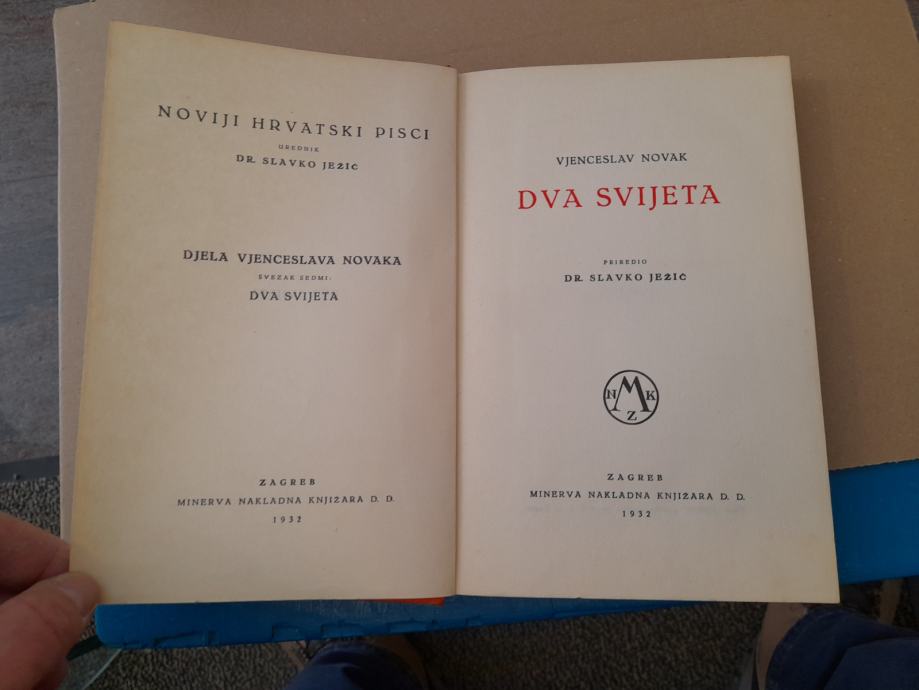 NOVIJI HRVATSKI PISCI
UREDNIK
DR. SLAVKO JEŽIĆ
DJELA VJENCESLAVA NOVAKA
SVEZAK SEDMI:
DVA SVIJETA
ZAGREB
MINERVA NAKLADNA KNJIŽARA D. D.
1932
VJENCESLAV NOVAK
DVA SVIJETA
PRIREDIO
DR. SLAVKO JEŽIĆ
N M K
Z
ZAGREB
MINERVA NAKLADNA KNJIŽARA D. D.
1932